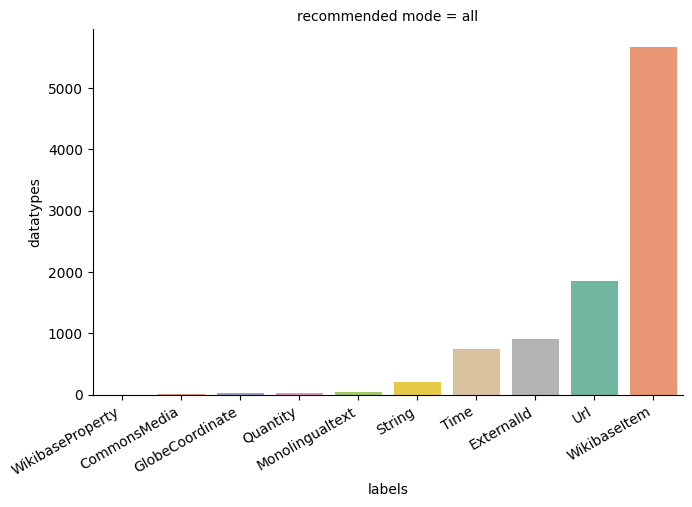 recommended mode = all
datatypes
5000
4000
3000
2000
1000
0
WikibaseProperty
CommonsMedia
GlobeCoordinate
Quantity
Monolingualtext
String
Time
ExternalId
Url
WikibaseItem
labels